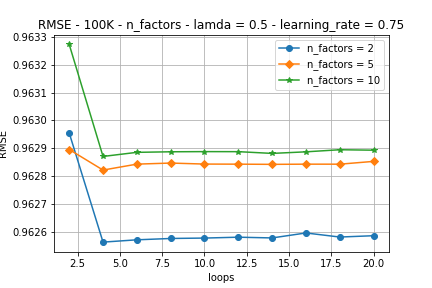 RMSE - 100K - n_factors - lamda = 0.5 - learning_rate = 0.75
0.9633
0.9632
0.9631
0.9630
0.9629
0.9628
0.9627
0.9626
RMSE
n_factors = 2
n_factors = 5
n_factors = 10
2.5 5.0 7.5 10.0 12.5 15.0 17.5 20.0
loops